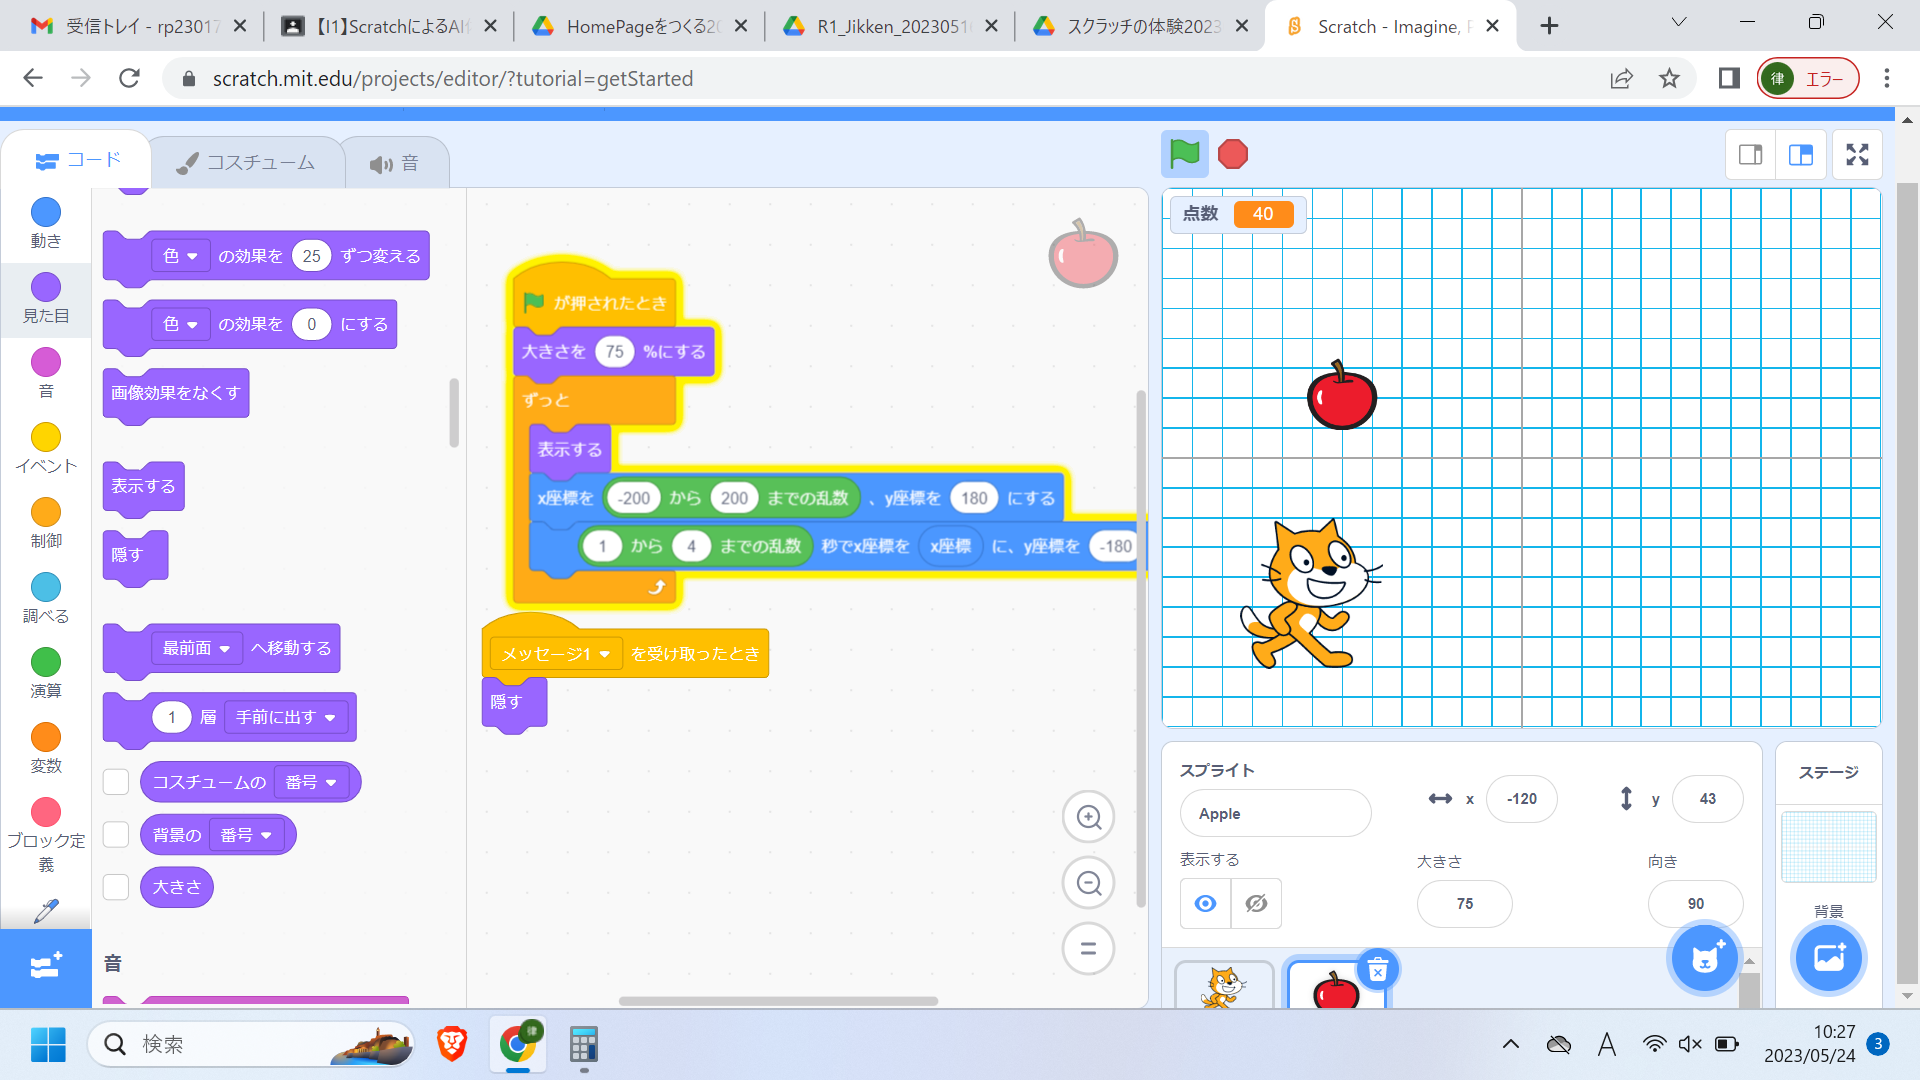 受信トレイ - rp23017
【I1】ScratchによるAI
HomePageをつくる20
R1_Jikken_2023051
スクラッチの体験2023
Scratch - Imagine, P
scratch.mit.edu/projects/editor/?tutorial=getStarted
律 エラー
コード
コスチューム
音
動き
見た目
音
イベント
制御
調べる
演算
変数
ブロック定
義
色 の効果を 25 ずつ変える
色 の効果を 0 にする
画像効果をなくす
表示する
隠す
最前面 へ移動する
1 層 手前に出す
コスチュームの 番号
背景の 番号
大きさ
音
が押されたとき
大きさを 75 %にする
ずっと
表示する
x座標を -200 から 200 までの乱数 、y座標を 180 にする
1 から 4 までの乱数 秒でx座標を x座標 に、y座標を -180
メッセージ1 を受け取ったとき
隠す
点数 40
スプライト
Apple
x -120
y 43
表示する
大きさ
向き
75
90
ステージ
背景
検索
律
A
10:27
2023/05/24
3